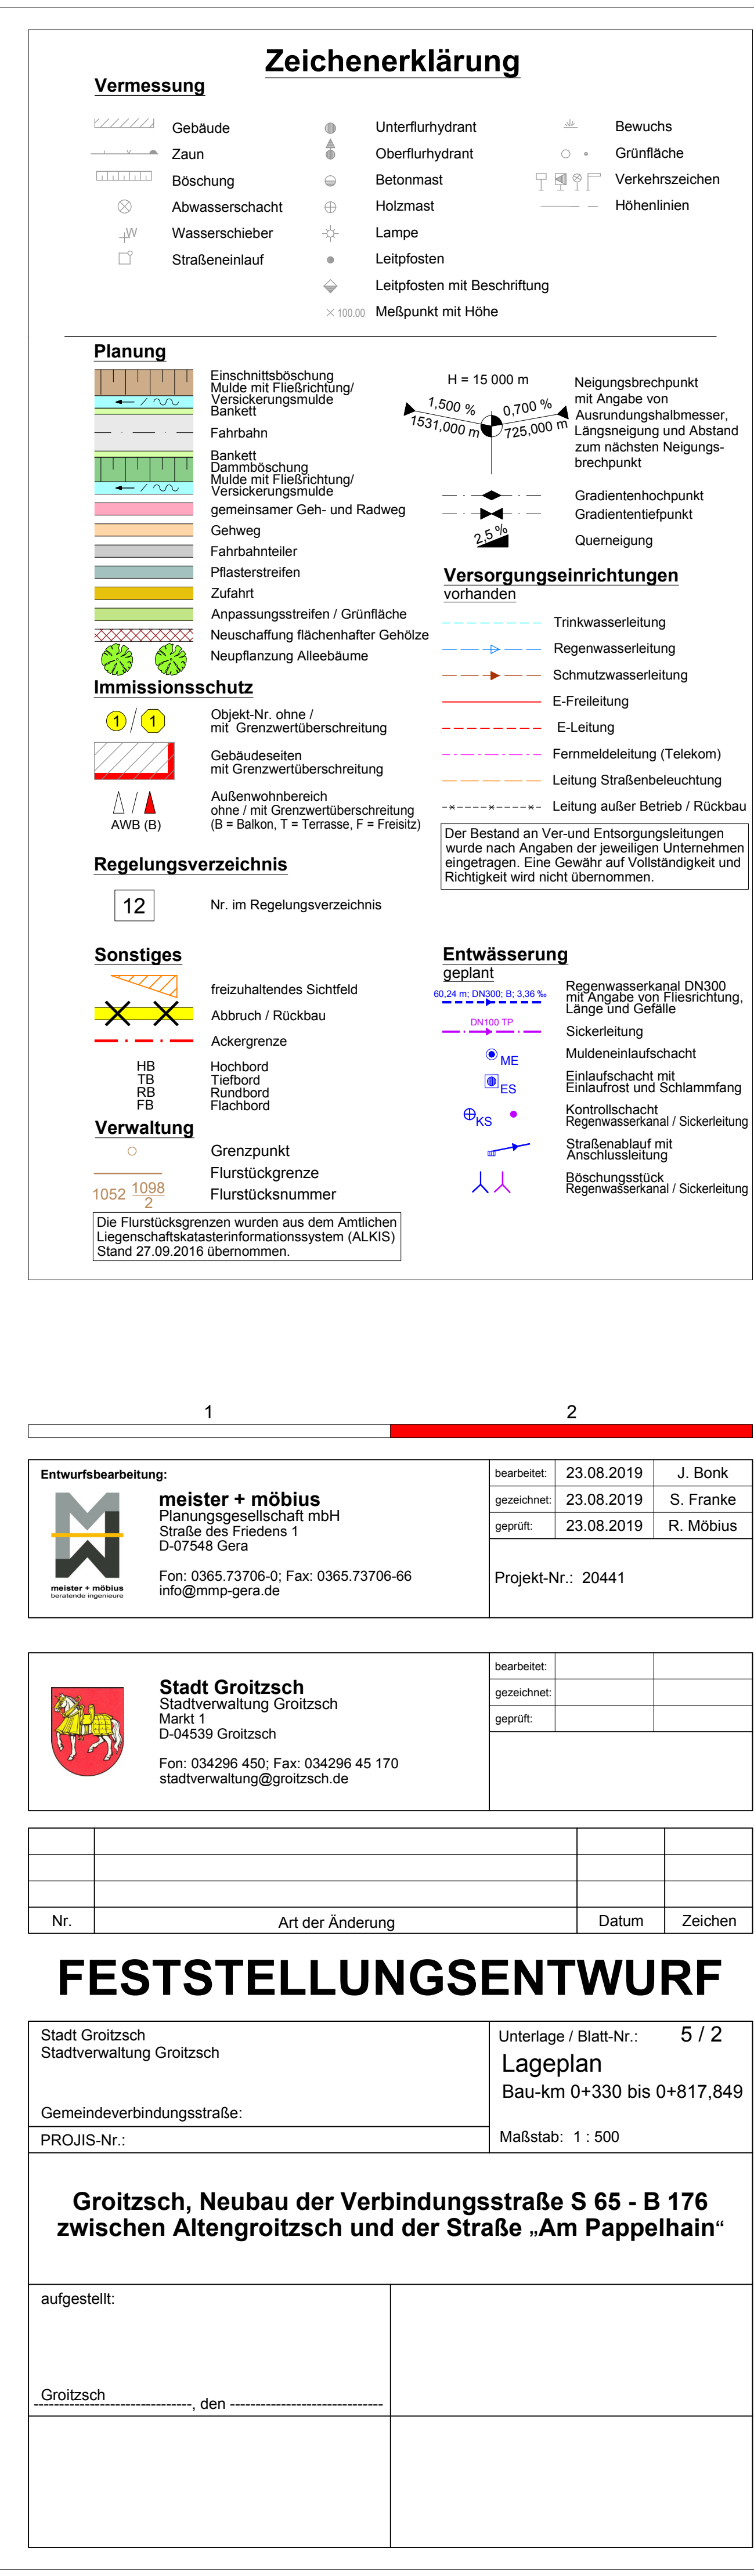 Zeichenerklärung
Vermessung
Gebäude
Zaun
Böschung
Abwasserschacht
W
Wasserschieber
Straßeneinlauf
Unterflurhydrant
Oberflurhydrant
Betonmast
Holzmast
Lampe
Leitpfosten
Leitpfosten mit Beschriftung
100.00 Meßpunkt mit Höhe
Bewuchs
Grünfläche
Verkehrszeichen
Höhenlinien
Planung
Einschnittsböschung
Mulde mit Fließrichtung/
Versickerungsmulde
Bankett
Fahrbahn
Bankett
Dammböschung
Mulde mit Fließrichtung/
Versickerungsmulde
gemeinsamer Geh- und Radweg
Gehweg
Fahrbahnteiler
Pflasterstreifen
Zufahrt
Anpassungsstreifen / Grünfläche
Neuschaffung flächenhafter Gehölze
Neupflanzung Alleebäume
H = 15 000 m
1,500 %
1531,000 m
0,700 %
725,000 m
Neigungsbrechpunkt
mit Angabe von
Ausrundungshalbmesser,
Längsneigung und Abstand
zum nächsten Neigungs-
brechpunkt
Gradientenhochpunkt
Gradiententiefpunkt
2,5 %
Querneigung
Immissionsschutz
1 / 1
Objekt-Nr. ohne /
mit Grenzwertüberschreitung
Gebäudeseiten
mit Grenzwertüberschreitung
/
AWB (B)
Außenwohnbereich
ohne / mit Grenzwertüberschreitung
(B = Balkon, T = Terrasse, F = Freisitz)
Versorgungseinrichtungen
vorhanden
Trinkwasserleitung
Regenwasserleitung
Schmutzwasserleitung
E-Freileitung
E-Leitung
Fernmeldeleitung (Telekom)
Leitung Straßenbeleuchtung
Leitung außer Betrieb / Rückbau
Der Bestand an Ver-und Entsorgungsleitungen
wurde nach Angaben der jeweiligen Unternehmen
eingetragen. Eine Gewähr auf Vollständigkeit und
Richtigkeit wird nicht übernommen.
Regelungsverzeichnis
12
Nr. im Regelungsverzeichnis
Sonstiges
freizuhaltendes Sichtfeld
Abbruch / Rückbau
Ackergrenze
HB Hochbord
TB Tiefbord
RB Rundbord
FB Flachbord
Verwaltung
Grenzpunkt
Flurstückgrenze
1052 1098
2
Flurstücksnummer
Die Flurstücksgrenzen wurden aus dem Amtlichen
Liegenschaftskatasterinformationssystem (ALKIS)
Stand 27.09.2016 übernommen.
Entwässerung
geplant
60,24 m; DN300; B; 3,36 ‰
Regenwasserkanal DN300
mit Angabe von Fliesrichtung,
Länge und Gefälle
DN100 TP
Sickerleitung
ME
Muldeneinlaufschacht
ES
Einlaufschacht mit
Einlaufrost und Schlammfang
KS
Kontrollschacht
Regenwasserkanal / Sickerleitung
Straßenablauf mit
Anschlussleitung
Böschungsstück
Regenwasserkanal / Sickerleitung
1 2
Entwurfsbearbeitung:
meister + möbius
beratende ingenieure
meister + möbius
Planungsgesellschaft mbH
Straße des Friedens 1
D-07548 Gera
Fon: 0365.73706-0; Fax: 0365.73706-66
info@mmp-gera.de
bearbeitet: 23.08.2019 J. Bonk
gezeichnet: 23.08.2019 S. Franke
geprüft: 23.08.2019 R. Möbius
Projekt-Nr.: 20441
Stadt Groitzsch
Stadtverwaltung Groitzsch
Markt 1
D-04539 Groitzsch
Fon: 034296 450; Fax: 034296 45 170
stadtverwaltung@groitzsch.de
bearbeitet:
gezeichnet:
geprüft:
Nr. Art der Änderung Datum Zeichen
FESTSTELLUNGSENTWURF
Stadt Groitzsch
Stadtverwaltung Groitzsch
Gemeindeverbindungsstraße:
PROJIS-Nr.:
Unterlage / Blatt-Nr.: 5 / 2
Lageplan
Bau-km 0+330 bis 0+817,849
Maßstab: 1 : 500
Groitzsch, Neubau der Verbindungsstraße S 65 - B 176
zwischen Altengroitzsch und der Straße „Am Pappelhain“
aufgestellt:
Groitzsch
-------------------------------, den ------------------------------